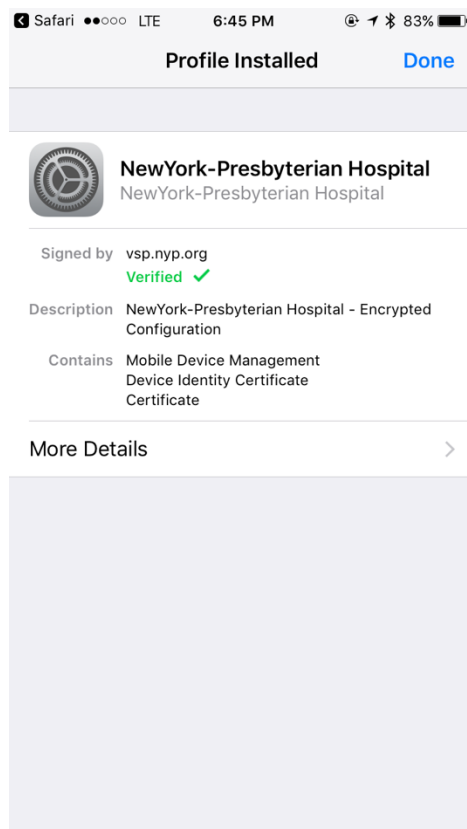 Safari LTE 6:45 PM 83%
Profile Installed Done
NewYork-Presbyterian Hospital
NewYork-Presbyterian Hospital
Signed by vsp.nyp.org
Verified
Description NewYork-Presbyterian Hospital - Encrypted
Configuration
Contains Mobile Device Management
Device Identity Certificate
Certificate
More Details